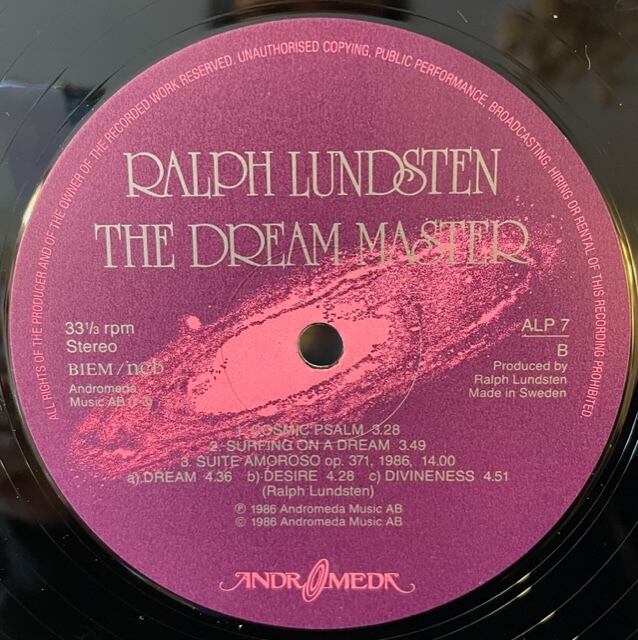 ALL RIGHTS OF THE PRODUCER AND OF THE OWNER OF THE RECORDED WORK RESERVED. UNAUTHORISED COPYING, PUBLIC PERFORMANCE, BROADCASTING, HIRING OR RENTAL OF THIS RECORDING PROHIBITED.
RALPH LUNDSTEN
THE DREAM MASTER
33⅓ rpm
Stereo
BIEM / ncb
Andromeda
Music AB (1-3)
ALP 7
B
Produced by
Ralph Lundsten
Made in Sweden
1. COSMIC PSALM 3.28
2. SURFING ON A DREAM 3.49
3. SUITE AMOROSO op. 371, 1986, 14.00
a) DREAM 4.36 b) DESIRE 4.28 c) DIVINENESS 4.51
(Ralph Lundsten)
℗ 1986 Andromeda Music AB
© 1986 Andromeda Music AB
ANDROMEDA